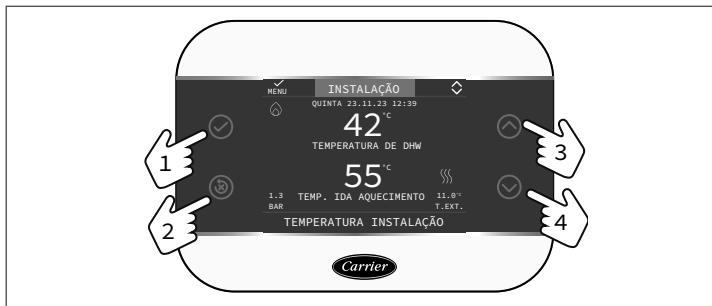 MENU INSTALAÇÃO
QUINTA 23.11.23 12:39
42°C
TEMPERATURA DE DHW
55°C
1.3 TEMP. IDA AQUECIMENTO 11.0°C
BAR T.EXT.
TEMPERATURA INSTALAÇÃO
1
2
3
4
Carrier